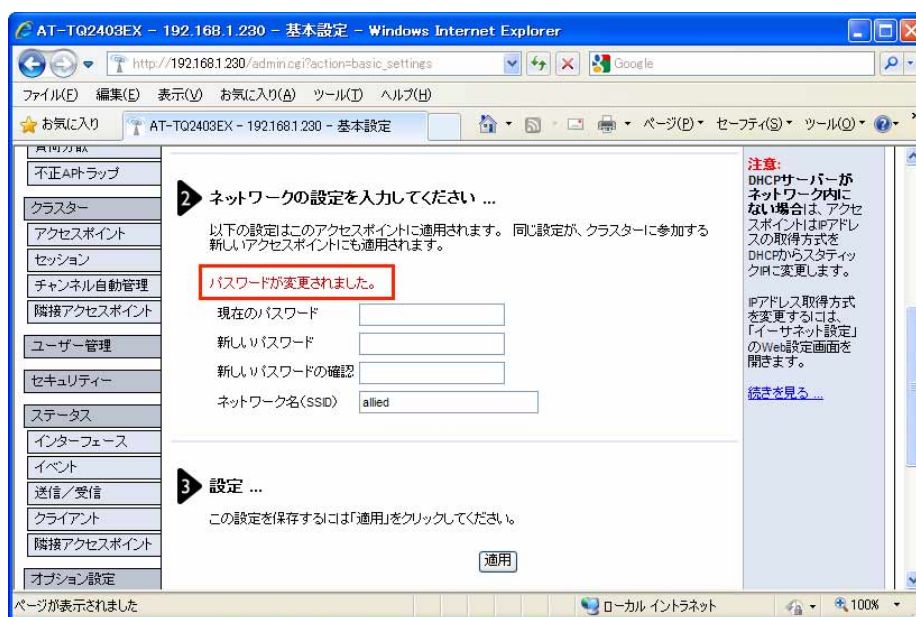 AT-TQ2403EX - 192.168.1.230 - 基本設定 - Windows Internet Explorer
http://192.168.1.230/admin.cgi?action=basic_settings
Google
ファイル(F) 編集(E) 表示(V) お気に入り(A) ツール(T) ヘルプ(H)
お気に入り
AT-TQ2403EX - 192.168.1.230 - 基本設定
ページ(P) セーフティ(S) ツール(O)
不正APトラップ
クラスター
アクセスポイント
セッション
チャンネル自動管理
隣接アクセスポイント
ユーザー管理
セキュリティー
ステータス
インターフェース
イベント
送信/受信
クライアント
隣接アクセスポイント
オプション設定
2 ネットワークの設定を入力してください ...
以下の設定はこのアクセスポイントに適用されます。 同じ設定が、クラスターに参加する
新しいアクセスポイントにも適用されます。
パスワードが変更されました。
現在のパスワード
新しいパスワード
新しいパスワードの確認
ネットワーク名(SSID) allied
3 設定 ...
この設定を保存するには「適用」をクリックしてください。
適用
注意:
DHCPサーバーが
ネットワーク内に
ない場合は、アクセ
スポイントはIPアドレ
スの取得方式を
DHCPからスタティッ
クIPに変更します。
IPアドレス取得方式
を変更するには、
「イーサネット設定」
のWeb設定画面を
開きます。
続きを見る ...
ページが表示されました
ローカル イントラネット
100%